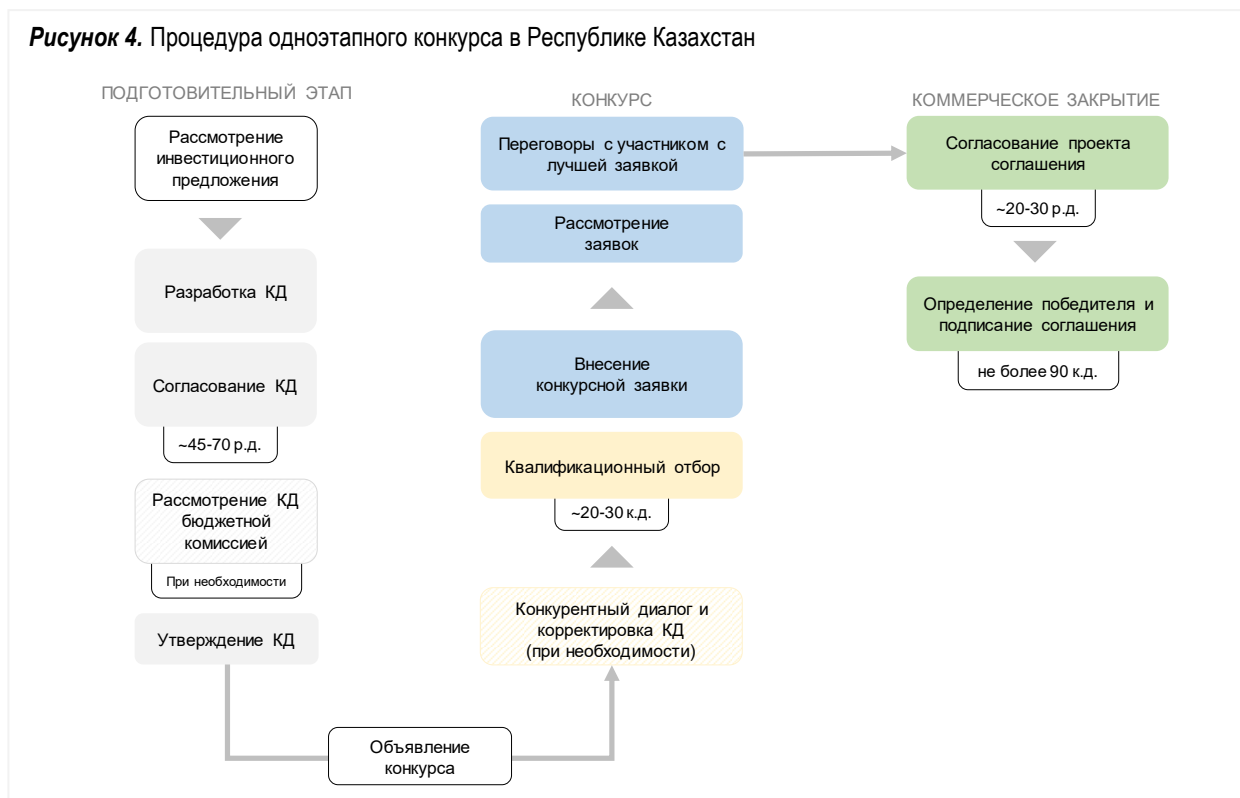 Рисунок 4. Процедура одноэтапного конкурса в Республике Казахстан
ПОДГОТОВИТЕЛЬНЫЙ ЭТАП
Рассмотрение
инвестиционного
предложения
Разработка КД
Согласование КД
~45-70 р.д.
Рассмотрение КД
бюджетной
комиссией
При необходимости
Утверждение КД
Объявление
конкурса
КОНКУРС
Переговоры с участником с
лучшей заявкой
Рассмотрение
заявок
Внесение
конкурсной заявки
Квалификационный отбор
~20-30 к.д.
Конкурентный диалог и
корректировка КД
(при необходимости)
КОММЕРЧЕСКОЕ ЗАКРЫТИЕ
Согласование проекта
соглашения
~20-30 р.д.
Определение победителя и
подписание соглашения
не более 90 к.д.